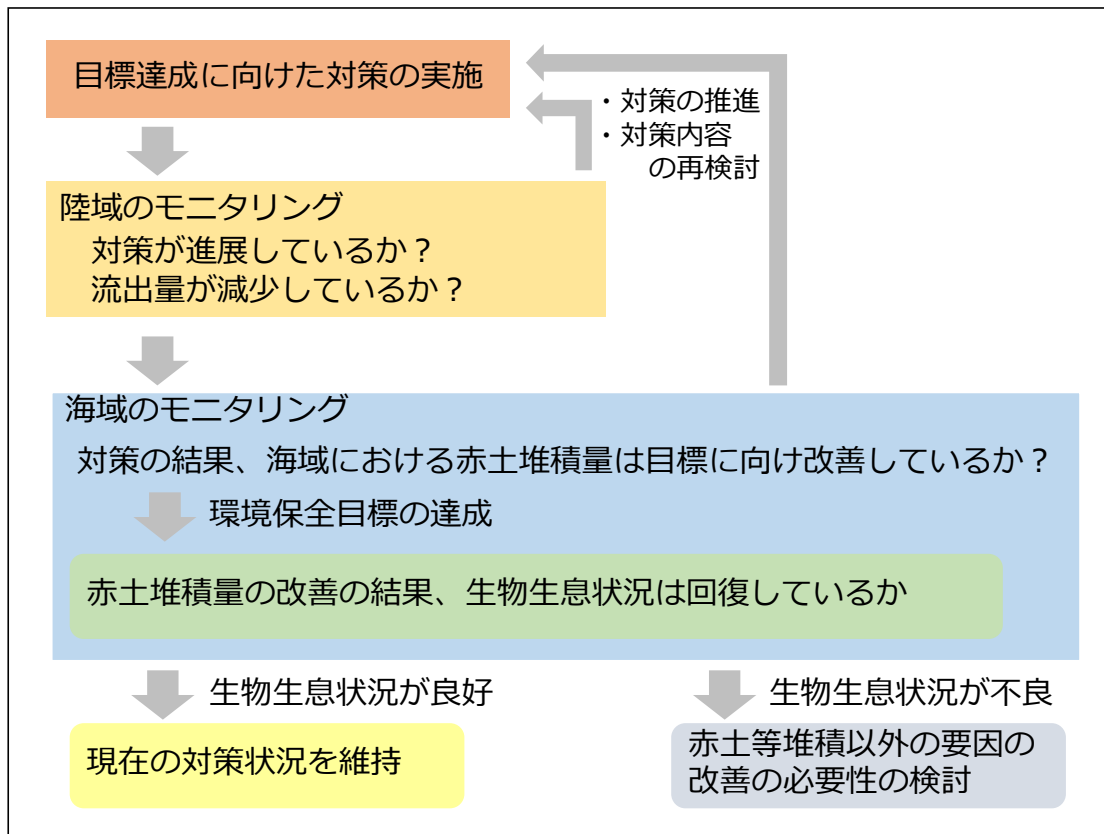 目標達成に向けた対策の実施
・対策の推進
・対策内容
の再検討
陸域のモニタリング
対策が進展しているか？
流出量が減少しているか？
海域のモニタリング
対策の結果、海域における赤土堆積量は目標に向け改善しているか？
環境保全目標の達成
赤土堆積量の改善の結果、生物生息状況は回復しているか
生物生息状況が良好
生物生息状況が不良
現在の対策状況を維持
赤土等堆積以外の要因の
改善の必要性の検討